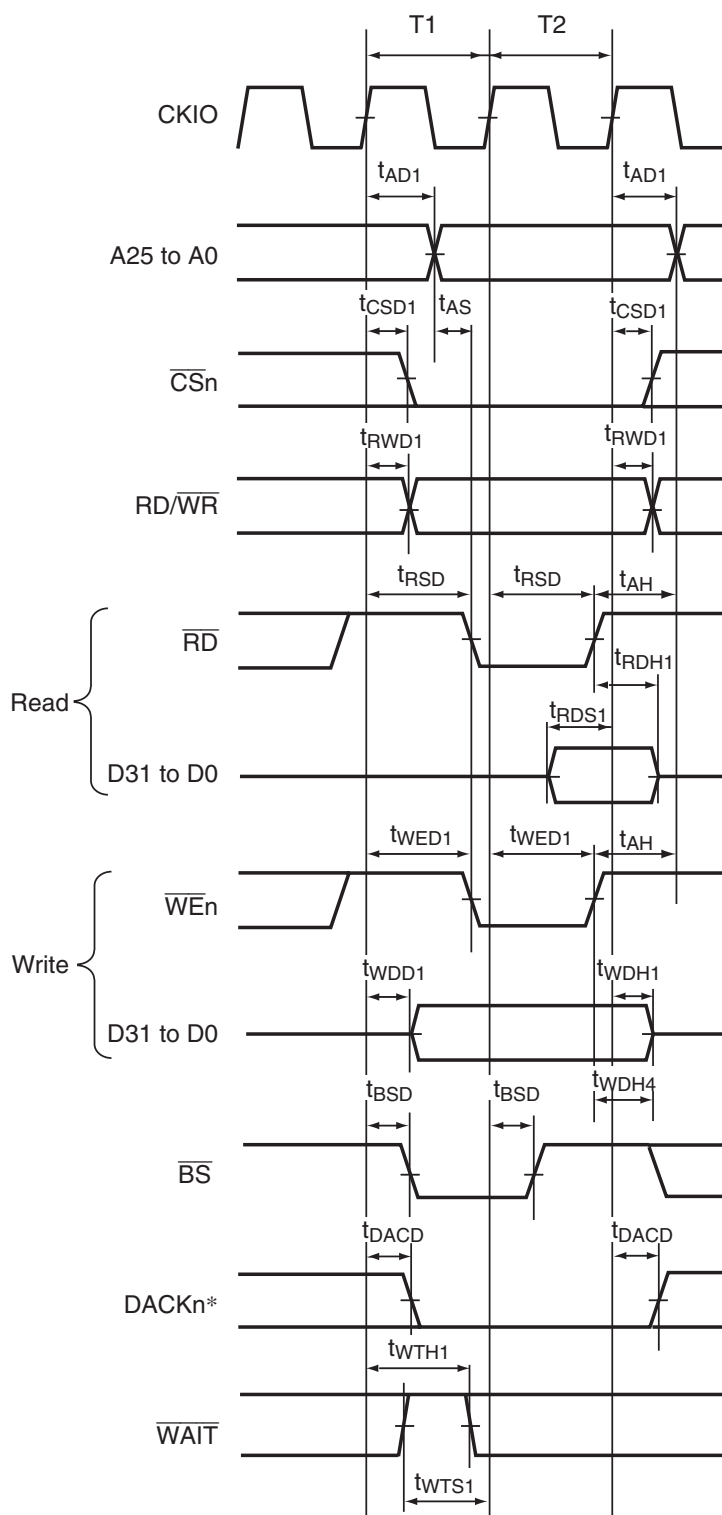 T1 T2
CKIO
tAD1 tAD1
A25 to A0
tCSD1 tAS tCSD1
CSn
tRWD1 tRWD1
RD/WR
tRSD tRSD tAH
RD
tRDH1
Read
tRDS1
D31 to D0
tWED1 tWED1 tAH
WEn
Write
tWDD1 tWDH1
D31 to D0
tWDH4
tBSD tBSD
BS
tDACD tDACD
DACKn*
tWTH1
WAIT
tWTS1